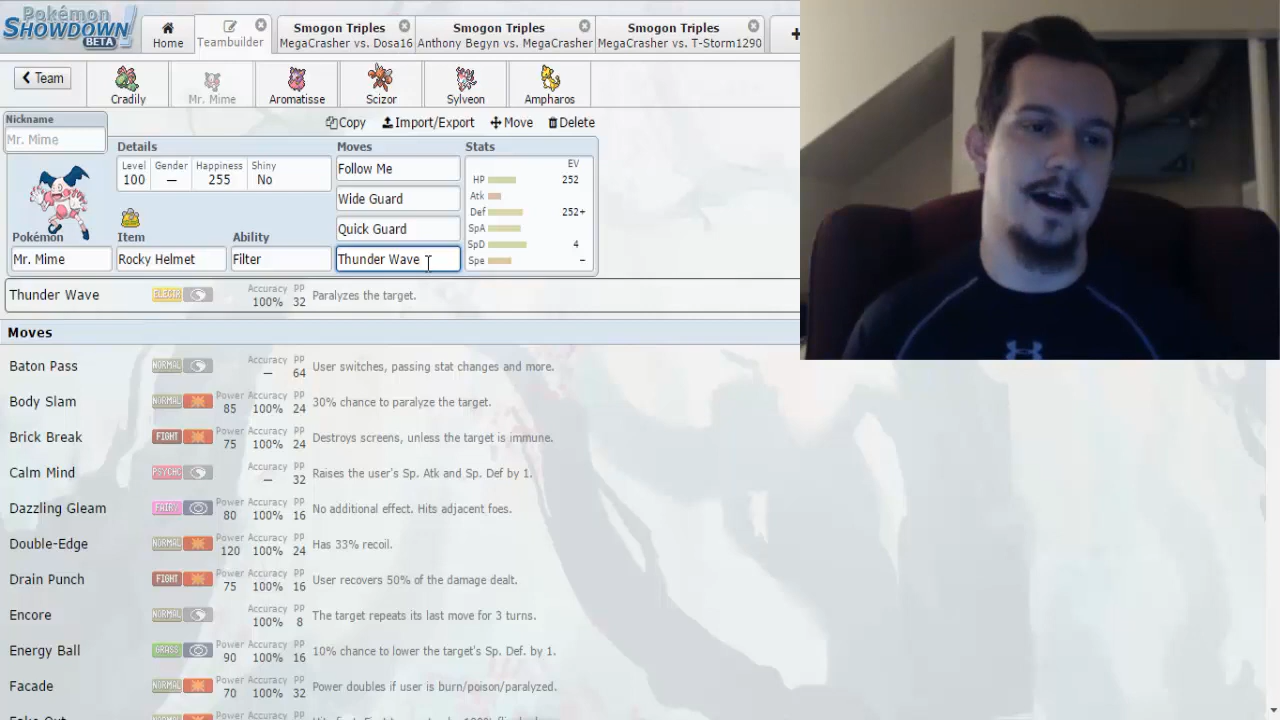 Pokémon
SHOWDOWN!
BETA
Home
Teambuilder
Smogon Triples
MegaCrasher vs. Dosa16
Smogon Triples
Anthony Begyn vs. MegaCrasher
Smogon Triples
MegaCrasher vs. T-Storm1290
+
Team
Cradily
Mr. Mime
Aromatisse
Scizor
Sylveon
Ampharos
Nickname
Mr. Mime
Copy
Import/Export
Move
Delete
Details
Level Gender Happiness Shiny
100 — 255 No
Pokémon
Mr. Mime
Item
Rocky Helmet
Ability
Filter
Moves
Follow Me
Wide Guard
Quick Guard
Thunder Wave
Stats
EV
HP 252
Atk
Def 252+
SpA
SpD 4
Spe –
Thunder Wave ELECTR Accuracy 100% PP 32 Paralyzes the target.
Moves
Baton Pass NORMAL Accuracy — PP 64 User switches, passing stat changes and more.
Body Slam NORMAL Power 85 Accuracy 100% PP 24 30% chance to paralyze the target.
Brick Break FIGHT Power 75 Accuracy 100% PP 24 Destroys screens, unless the target is immune.
Calm Mind PSYCHC Accuracy — PP 32 Raises the user's Sp. Atk and Sp. Def by 1.
Dazzling Gleam FAIRY Power 80 Accuracy 100% PP 16 No additional effect. Hits adjacent foes.
Double-Edge NORMAL Power 120 Accuracy 100% PP 24 Has 33% recoil.
Drain Punch FIGHT Power 75 Accuracy 100% PP 16 User recovers 50% of the damage dealt.
Encore NORMAL Accuracy 100% PP 8 The target repeats its last move for 3 turns.
Energy Ball GRASS Power 90 Accuracy 100% PP 16 10% chance to lower the target's Sp. Def. by 1.
Facade NORMAL Power 70 Accuracy 100% PP 32 Power doubles if user is burn/poison/paralyzed.